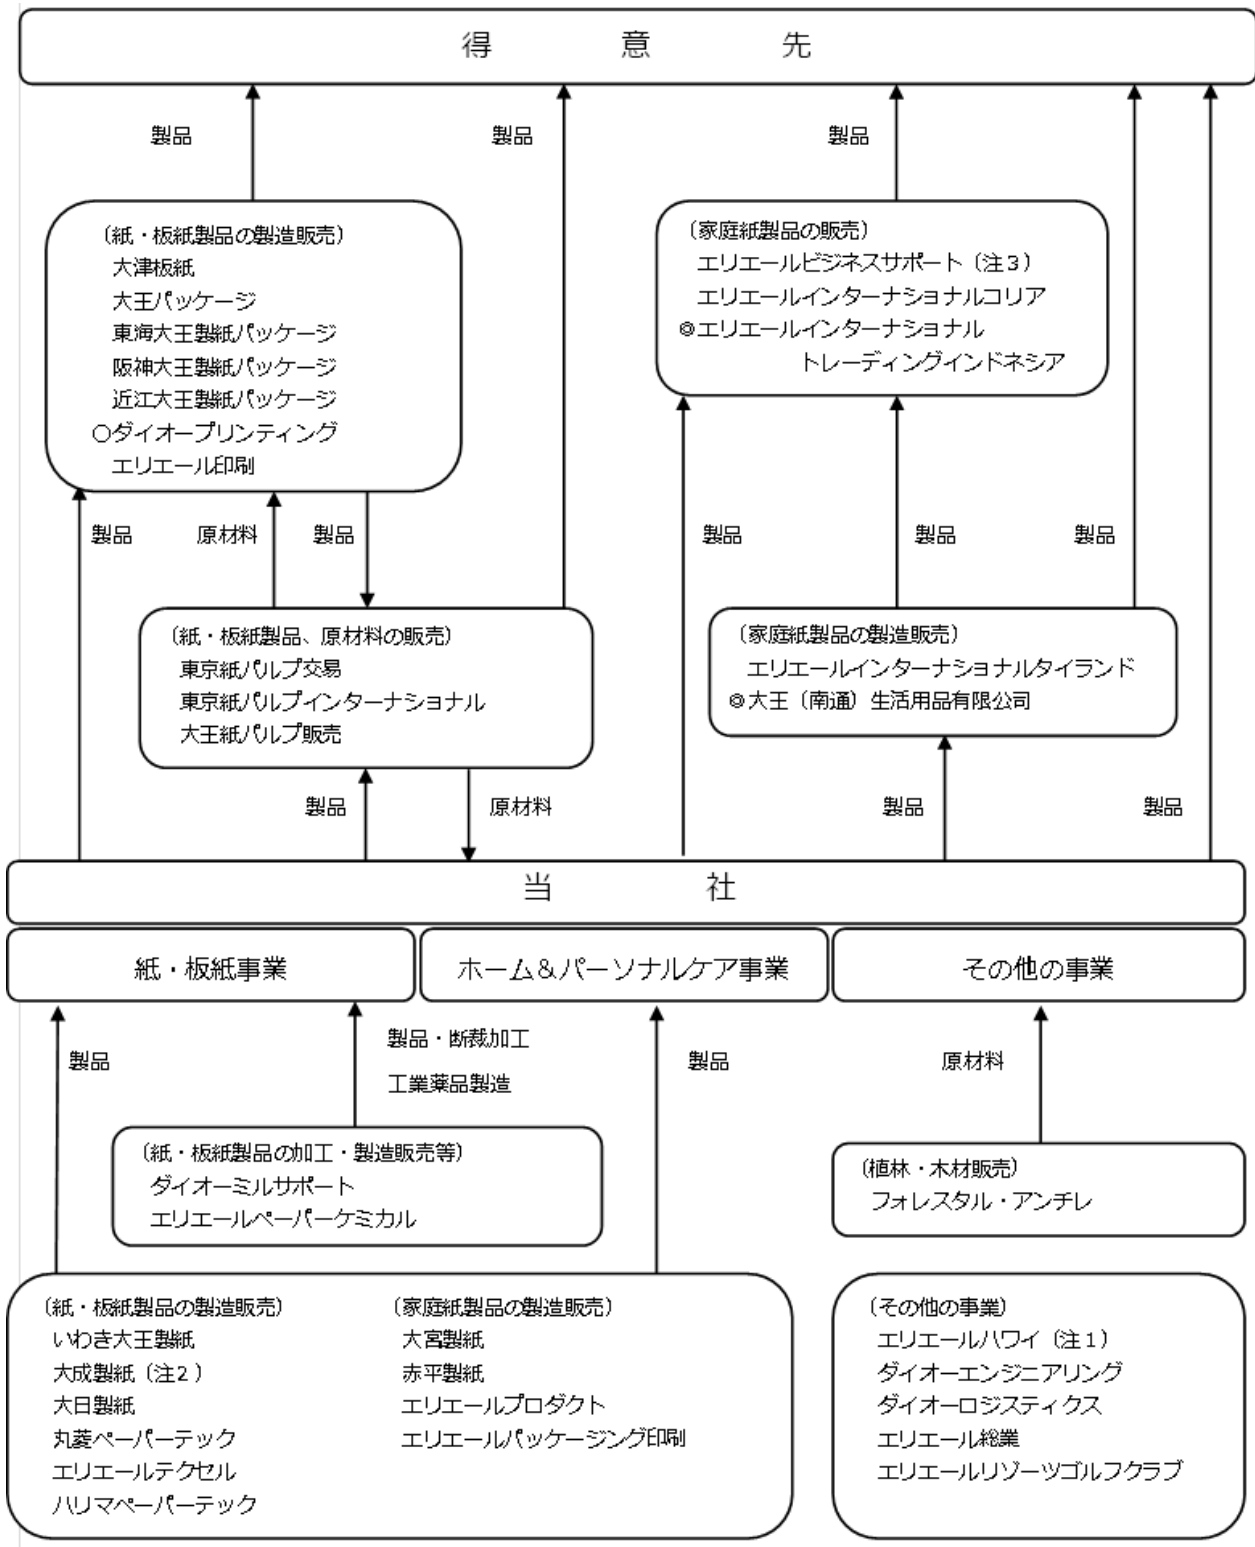 得意先
製品
製品
製品
〔紙・板紙製品の製造販売〕
大津板紙
大王パッケージ
東海大王製紙パッケージ
阪神大王製紙パッケージ
近江大王製紙パッケージ
○ダイオープリンティング
エリエール印刷
〔家庭紙製品の販売〕
エリエールビジネスサポート〔注３〕
エリエールインターナショナルコリア
◎エリエールインターナショナル
トレーディングインドネシア
製品
原材料
製品
製品
製品
製品
〔紙・板紙製品、原材料の販売〕
東京紙パルプ交易
東京紙パルプインターナショナル
大王紙パルプ販売
〔家庭紙製品の製造販売〕
エリエールインターナショナルタイランド
◎大王〔南通〕生活用品有限公司
製品
原材料
製品
製品
当社
紙・板紙事業
ホーム＆パーソナルケア事業
その他の事業
製品
製品・断裁加工
工業薬品製造
製品
原材料
〔紙・板紙製品の加工・製造販売等〕
ダイオーミルサポート
エリエールペーパーケミカル
〔植林・木材販売〕
フォレスタル・アンチレ
〔紙・板紙製品の製造販売〕
いわき大王製紙
大成製紙〔注２〕
大日製紙
丸菱ペーパーテック
エリエールテクセル
ハリマペーパーテック
〔家庭紙製品の製造販売〕
大宮製紙
赤平製紙
エリエールプロダクト
エリエールパッケージング印刷
〔その他の事業〕
エリエールハワイ〔注１〕
ダイオーエンジニアリング
ダイオーロジスティクス
エリエール総業
エリエールリゾーツゴルフクラブ